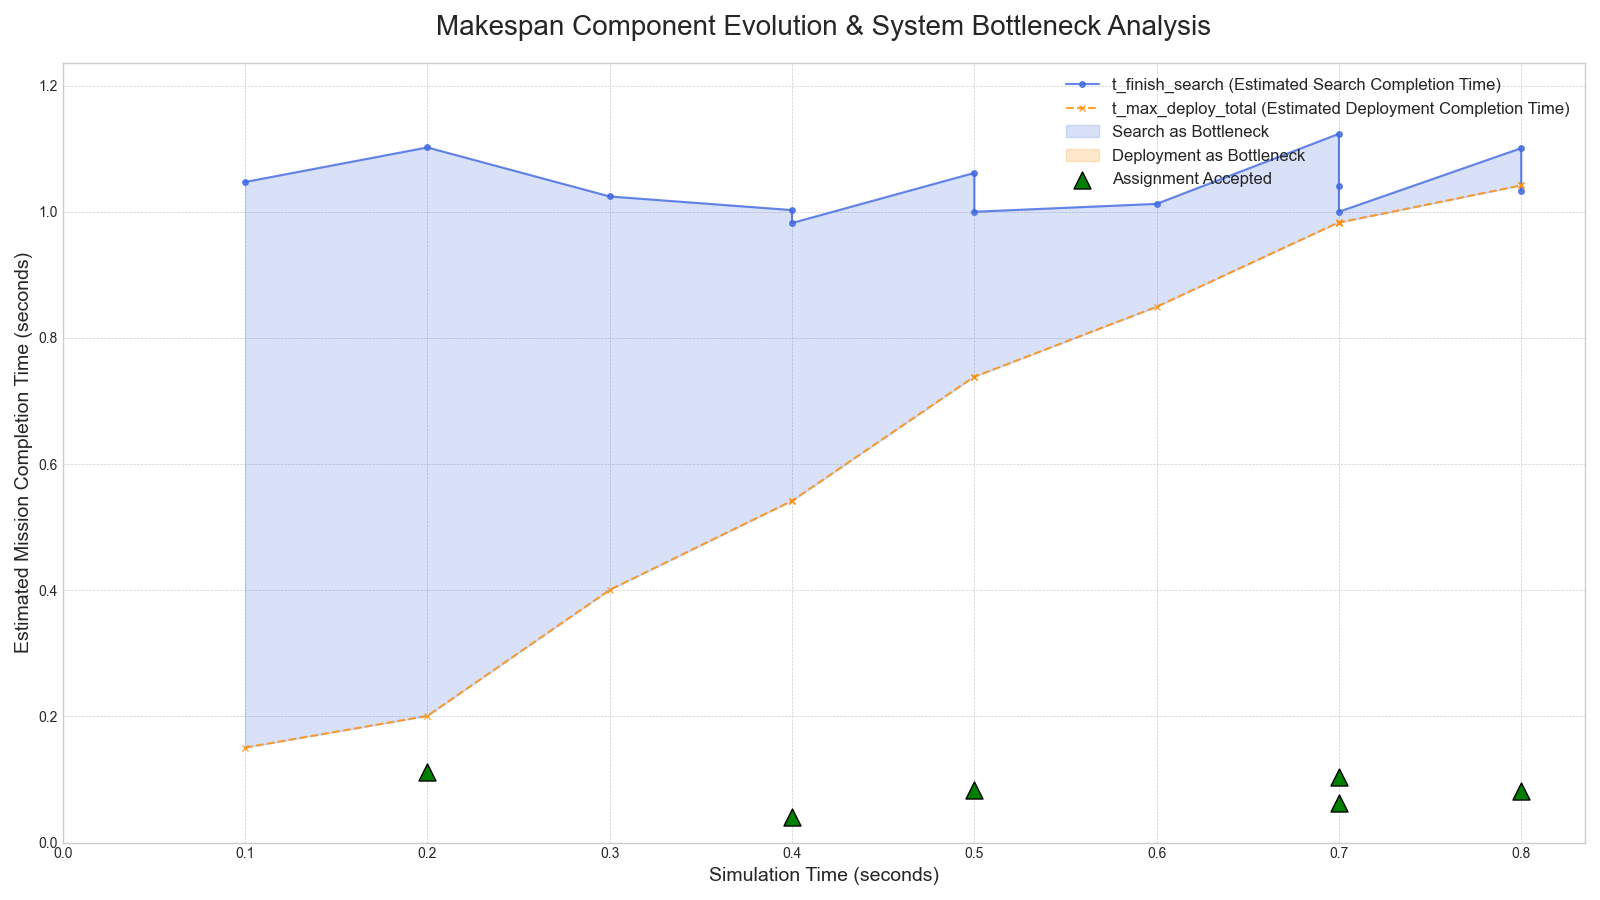 Makespan Component Evolution & System Bottleneck Analysis
t_finish_search (Estimated Search Completion Time)
t_max_deploy_total (Estimated Deployment Completion Time)
Search as Bottleneck
Deployment as Bottleneck
Assignment Accepted
Estimated Mission Completion Time (seconds)
1.2
1.0
0.8
0.6
0.4
0.2
0.0
0.0 0.1 0.2 0.3 0.4 0.5 0.6 0.7 0.8
Simulation Time (seconds)